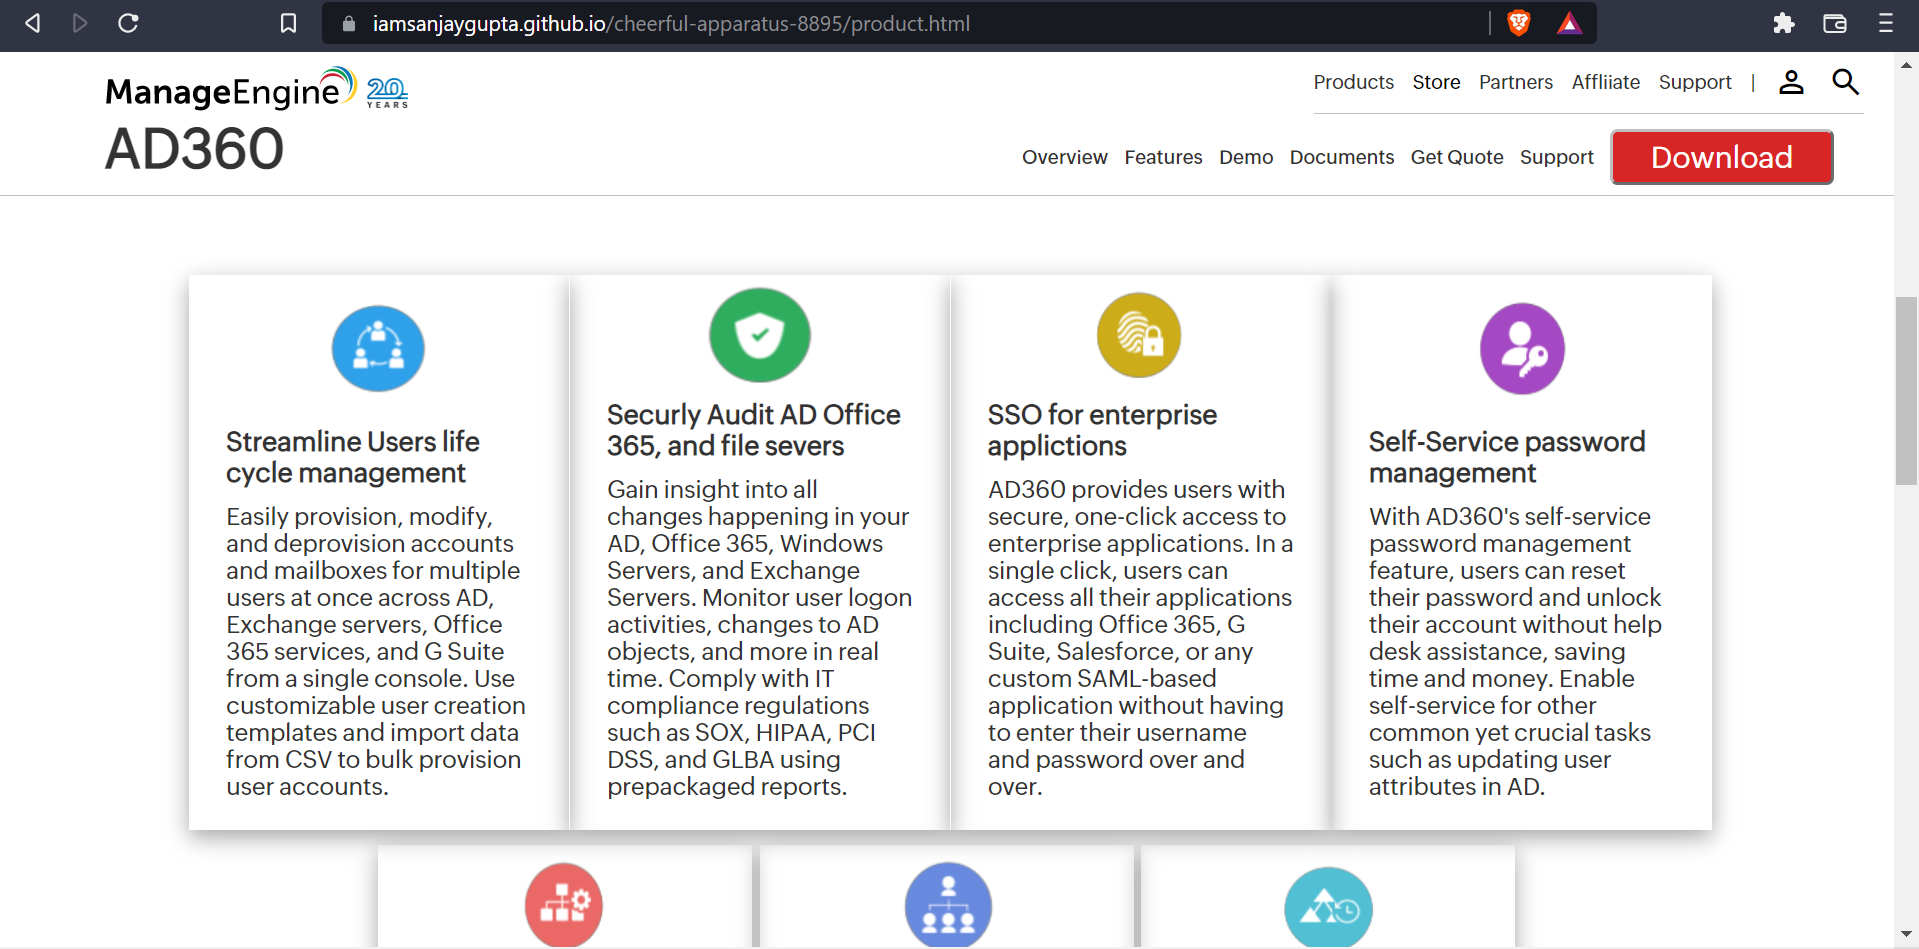 iamsanjaygupta.github.io/cheerful-apparatus-8895/product.html
ManageEngine 20 YEARS
Products Store Partners Affliiate Support |
AD360
Overview Features Demo Documents Get Quote Support Download
Streamline Users life
cycle management
Easily provision, modify,
and deprovision accounts
and mailboxes for multiple
users at once across AD,
Exchange servers, Office
365 services, and G Suite
from a single console. Use
customizable user creation
templates and import data
from CSV to bulk provision
user accounts.
Securly Audit AD Office
365, and file severs
Gain insight into all
changes happening in your
AD, Office 365, Windows
Servers, and Exchange
Servers. Monitor user logon
activities, changes to AD
objects, and more in real
time. Comply with IT
compliance regulations
such as SOX, HIPAA, PCI
DSS, and GLBA using
prepackaged reports.
SSO for enterprise
applictions
AD360 provides users with
secure, one-click access to
enterprise applications. In a
single click, users can
access all their applications
including Office 365, G
Suite, Salesforce, or any
custom SAML-based
application without having
to enter their username
and password over and
over.
Self-Service password
management
With AD360's self-service
password management
feature, users can reset
their password and unlock
their account without help
desk assistance, saving
time and money. Enable
self-service for other
common yet crucial tasks
such as updating user
attributes in AD.